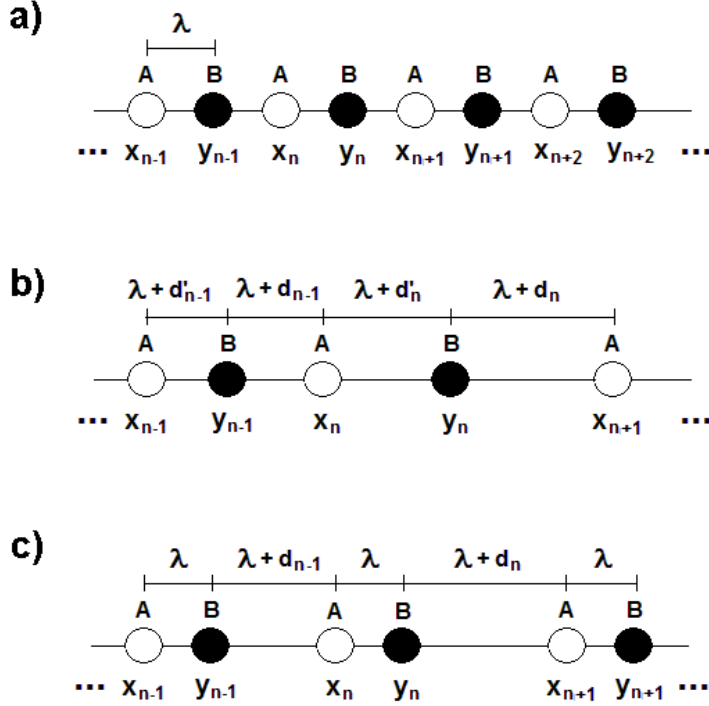 a)
λ
A B A B A B A B
... xₙ₋₁ yₙ₋₁ xₙ yₙ xₙ₊₁ yₙ₊₁ xₙ₊₂ yₙ₊₂ ...
b)
λ + d'ₙ₋₁ λ + dₙ₋₁ λ + d'ₙ λ + dₙ
A B A B A
... xₙ₋₁ yₙ₋₁ xₙ yₙ xₙ₊₁ ...
c)
λ λ + dₙ₋₁ λ λ + dₙ λ
A B A B A B
... xₙ₋₁ yₙ₋₁ xₙ yₙ xₙ₊₁ yₙ₊₁ ...